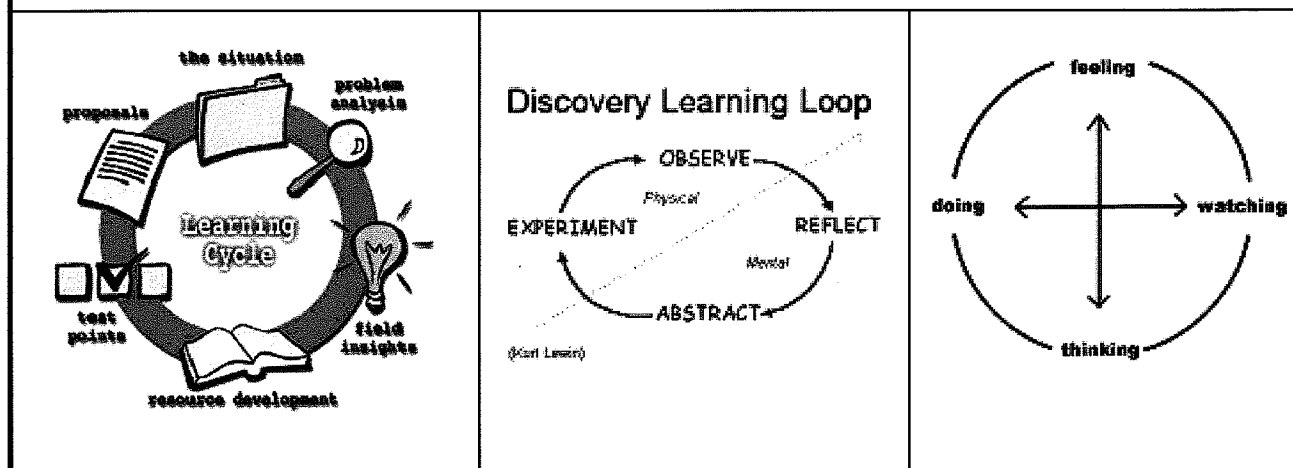 the situation
problem
analysis
proposals
Learning
Cycle
test
points
field
insights
resource development
Discovery Learning Loop
OBSERVE
Physical
EXPERIMENT
REFLECT
Mental
ABSTRACT
(Kurt Lewin)
feeling
doing
watching
thinking